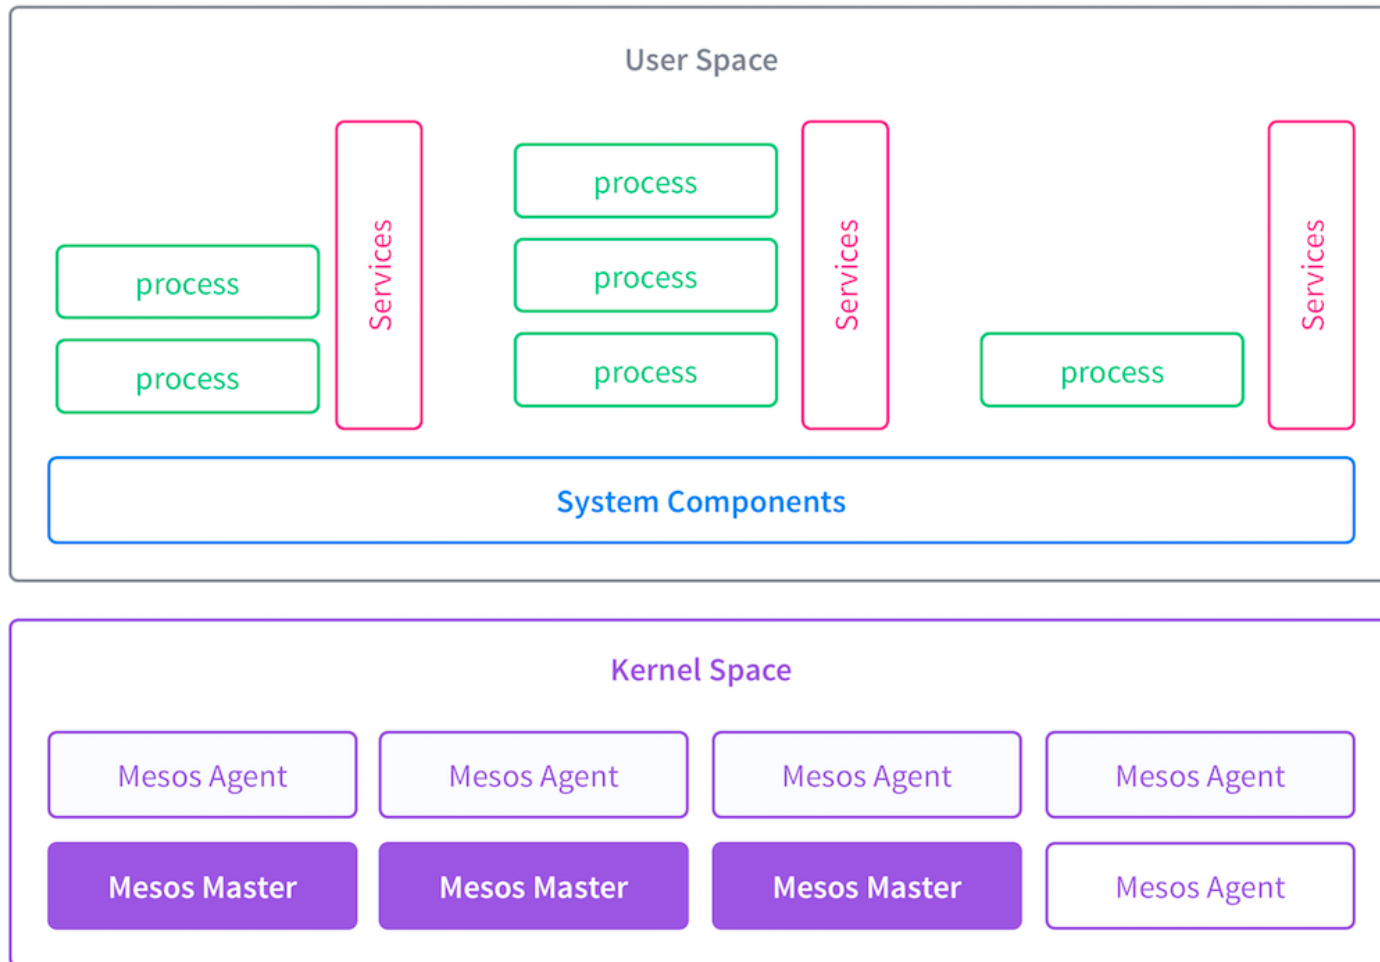 User Space
process
process
Services
process
process
process
Services
process
Services
System Components
Kernel Space
Mesos Agent
Mesos Agent
Mesos Agent
Mesos Agent
Mesos Master
Mesos Master
Mesos Master
Mesos Agent